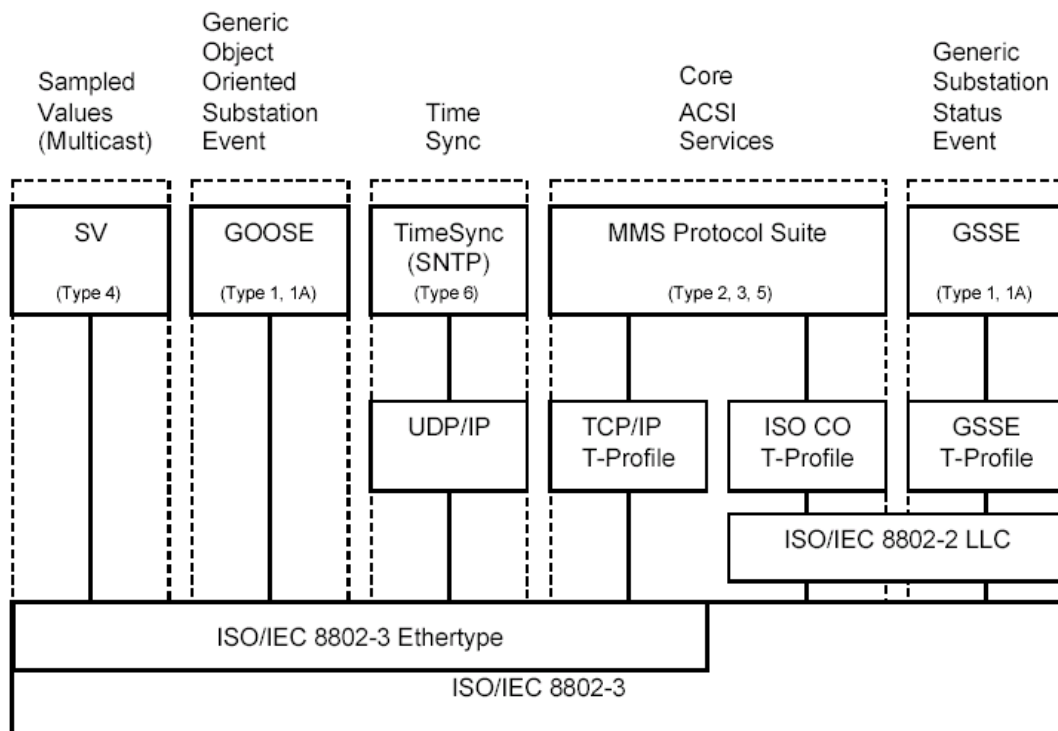 Sampled
Values
(Multicast)
Generic
Object
Oriented
Substation
Event
Time
Sync
Core
ACSI
Services
Generic
Substation
Status
Event
SV
(Type 4)
GOOSE
(Type 1, 1A)
TimeSync
(SNTP)
(Type 6)
MMS Protocol Suite
(Type 2, 3, 5)
GSSE
(Type 1, 1A)
UDP/IP
TCP/IP
T-Profile
ISO CO
T-Profile
GSSE
T-Profile
ISO/IEC 8802-2 LLC
ISO/IEC 8802-3 Ethertype
ISO/IEC 8802-3